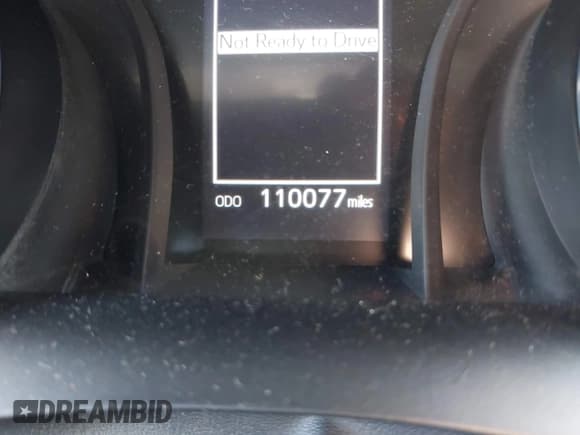 Not Ready to Drive
ODO 110077 miles
DREAMBID